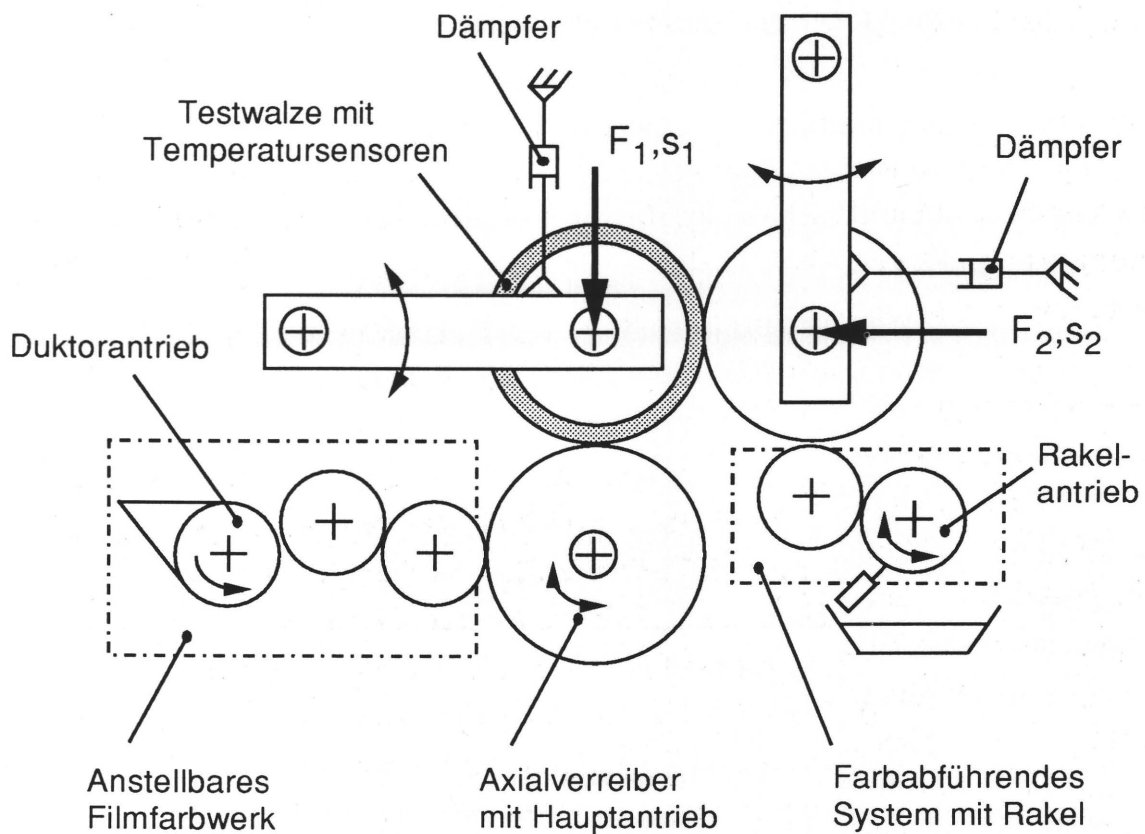 Dämpfer
Testwalze mit
Temperatursensoren
F₁,s₁
Dämpfer
Duktorantrieb
F₂,s₂
Rakel-
antrieb
Anstellbares
Filmfarbwerk
Axialverreiber
mit Hauptantrieb
Farbabführendes
System mit Rakel